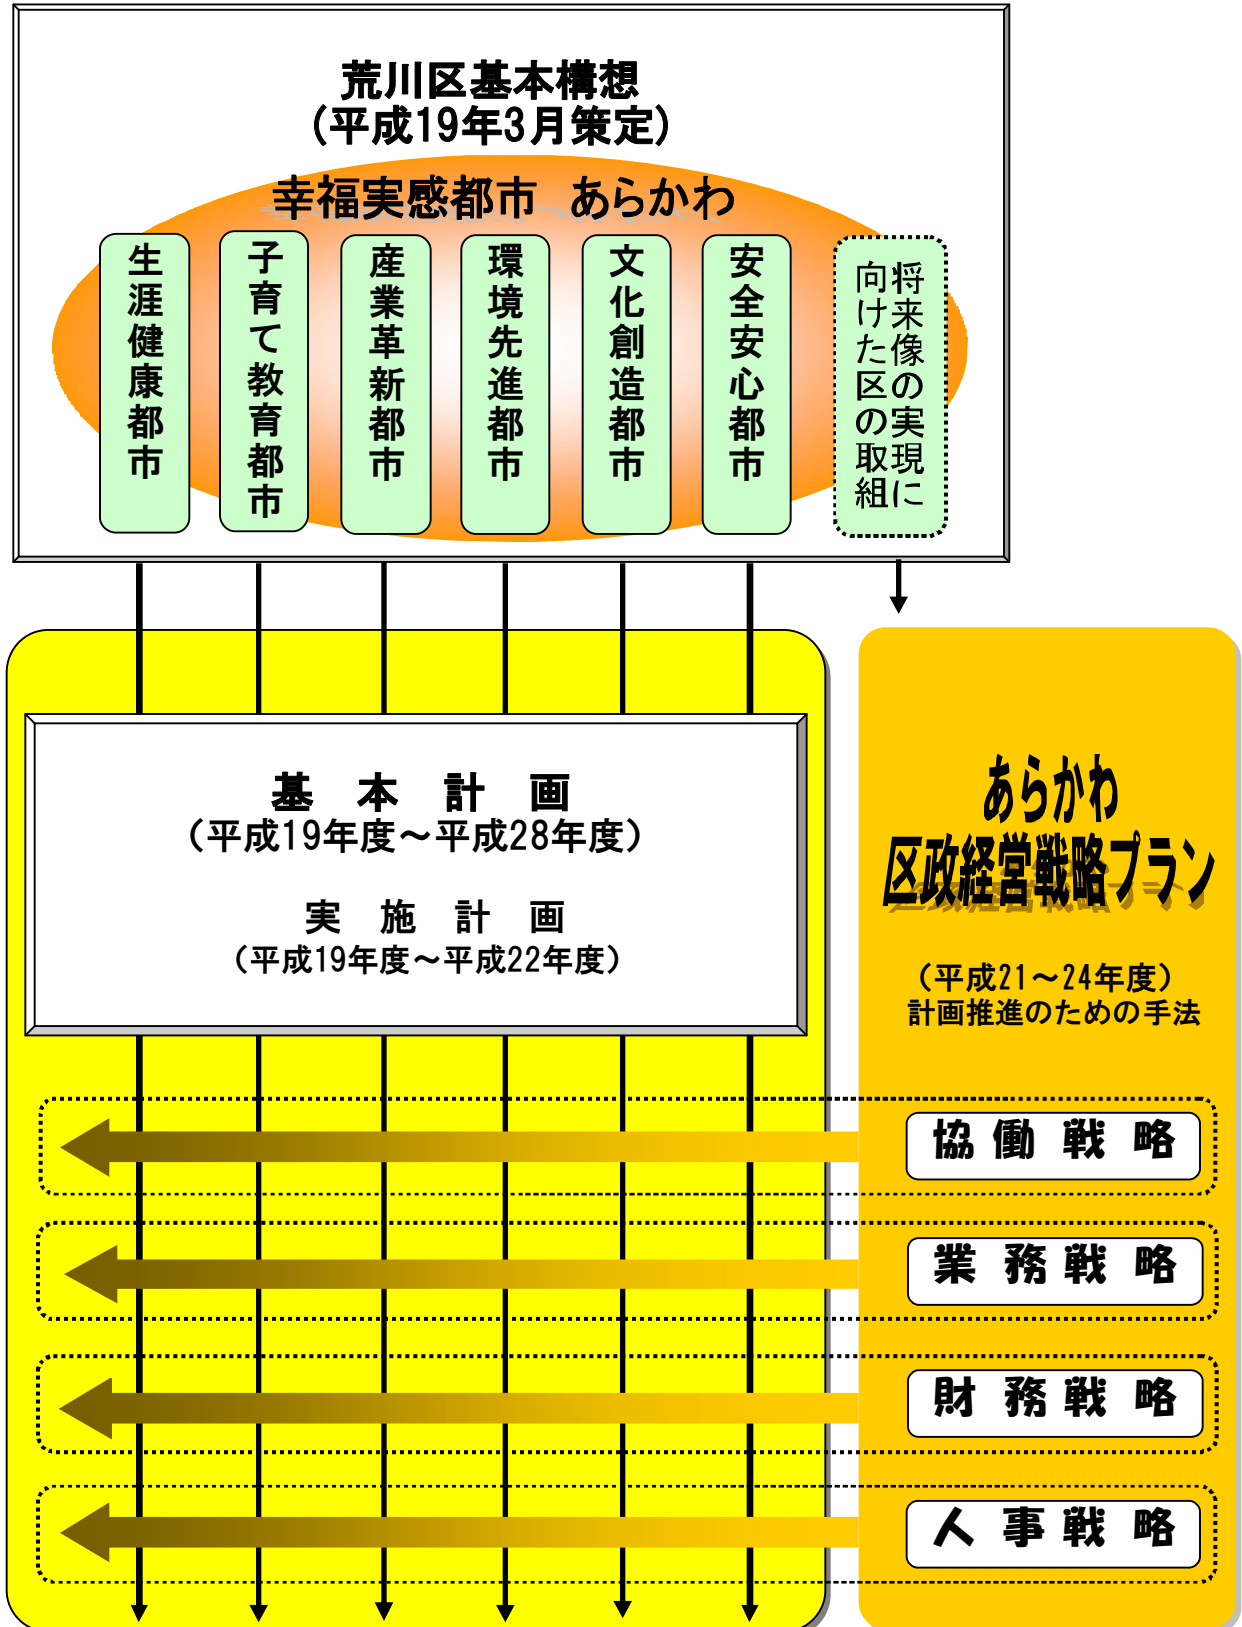 荒川区基本構想
（平成19年3月策定）
幸福実感都市　あらかわ
生涯健康都市
子育て教育都市
産業革新都市
環境先進都市
文化創造都市
安全安心都市
将来像の実現に
向けた区の取組
基　本　計　画
（平成19年度～平成28年度）
実　施　計　画
（平成19年度～平成22年度）
あらかわ
区政経営戦略プラン
（平成21～24年度）
計画推進のための手法
協働戦略
業務戦略
財務戦略
人事戦略